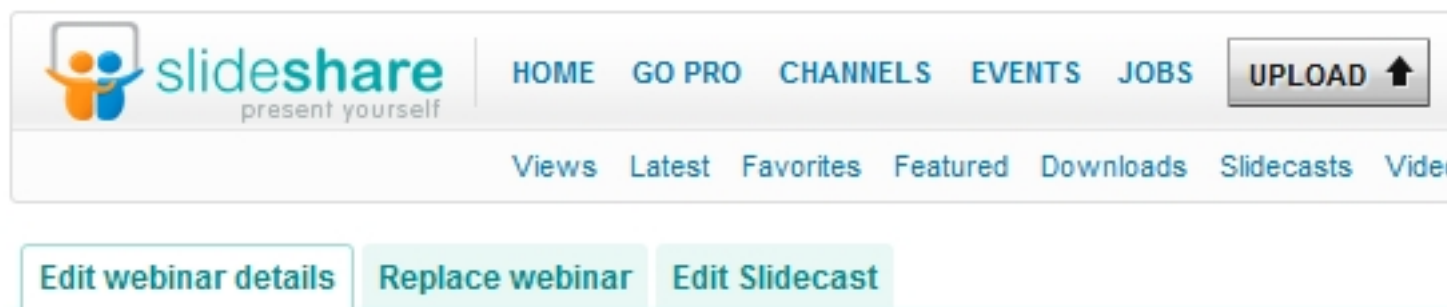 slideshare
present yourself
HOME GO PRO CHANNELS EVENTS JOBS UPLOAD
Views Latest Favorites Featured Downloads Slidecasts
Edit webinar details Replace webinar Edit Slidecast